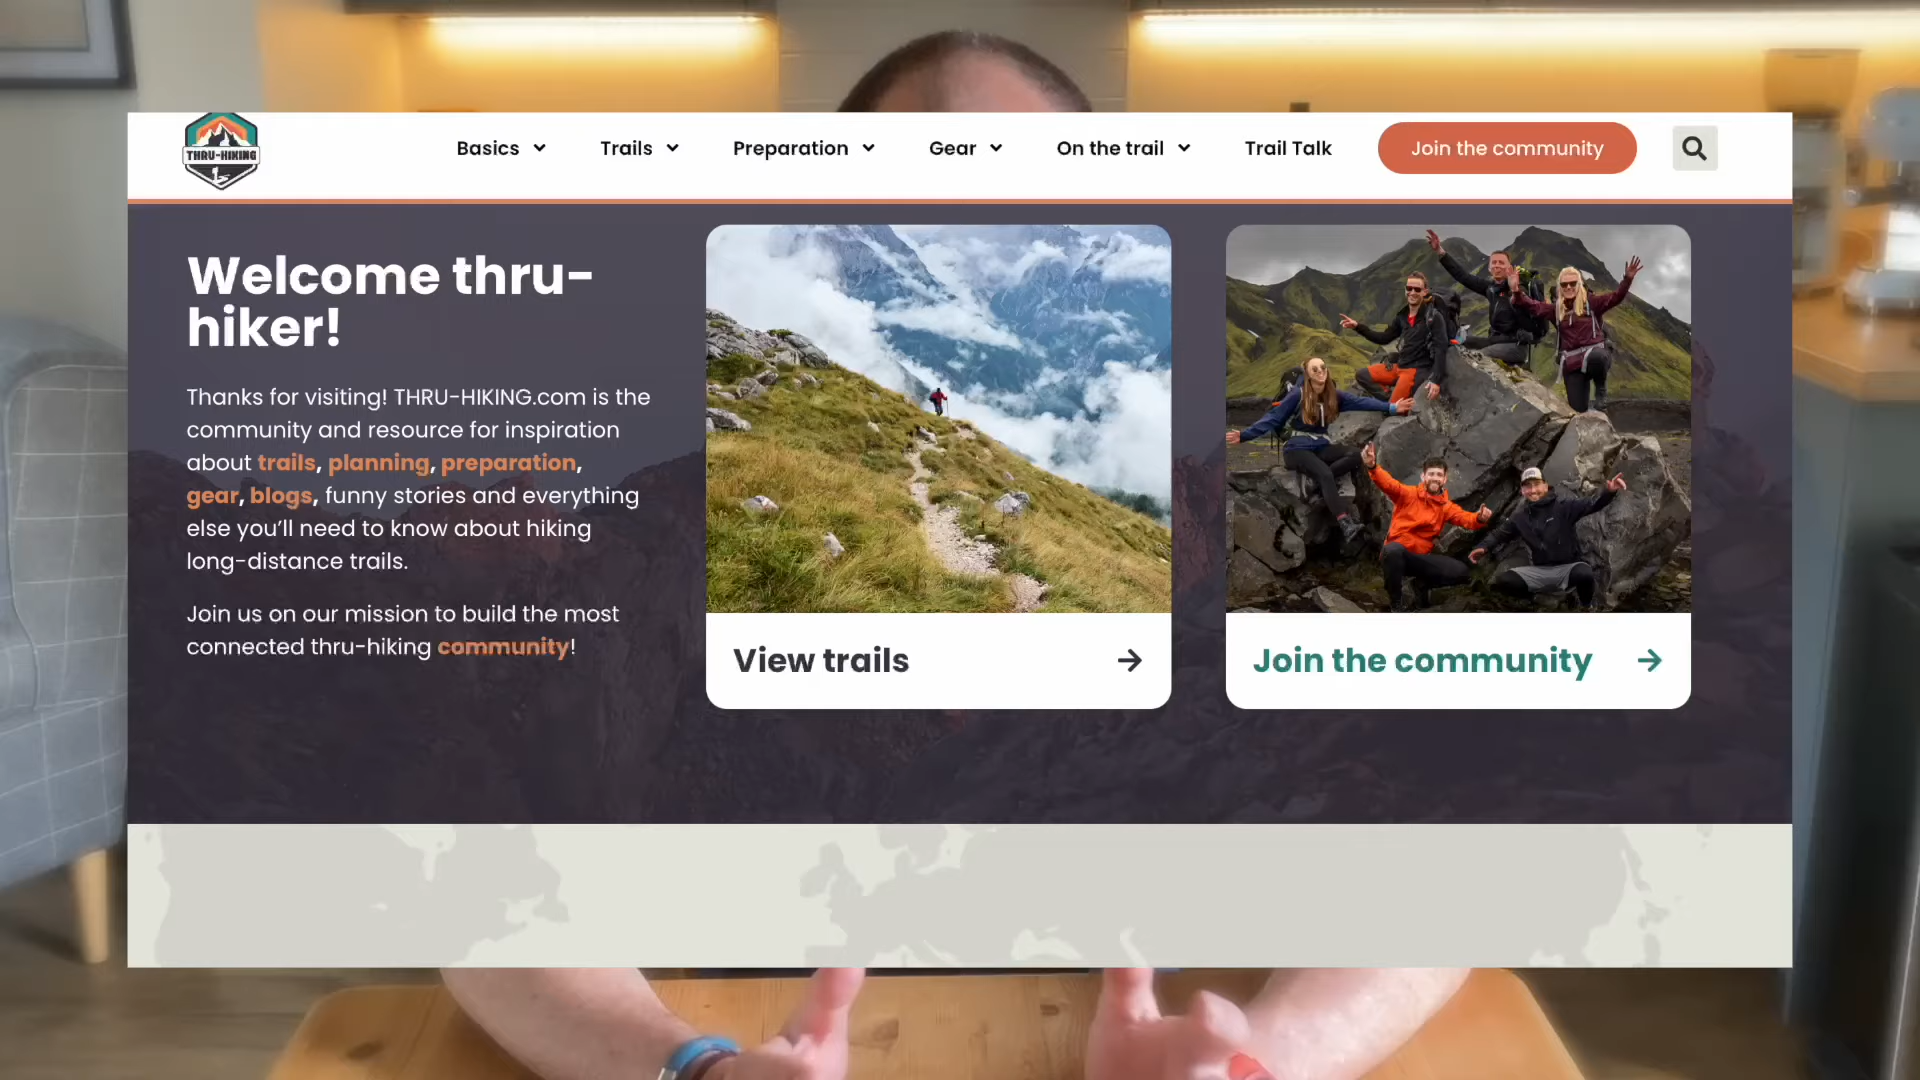 THRU-HIKING
Basics
Trails
Preparation
Gear
On the trail
Trail Talk
Join the community
Welcome thru-
hiker!
Thanks for visiting! THRU-HIKING.com is the
community and resource for inspiration
about trails, planning, preparation,
gear, blogs, funny stories and everything
else you’ll need to know about hiking
long-distance trails.
Join us on our mission to build the most
connected thru-hiking community!
View trails
Join the community